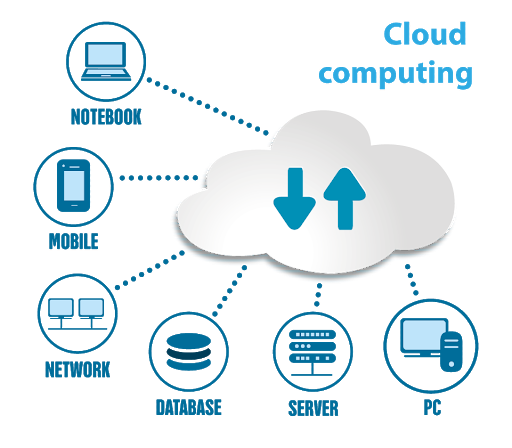 Cloud
computing
NOTEBOOK
MOBILE
NETWORK
DATABASE
SERVER
PC